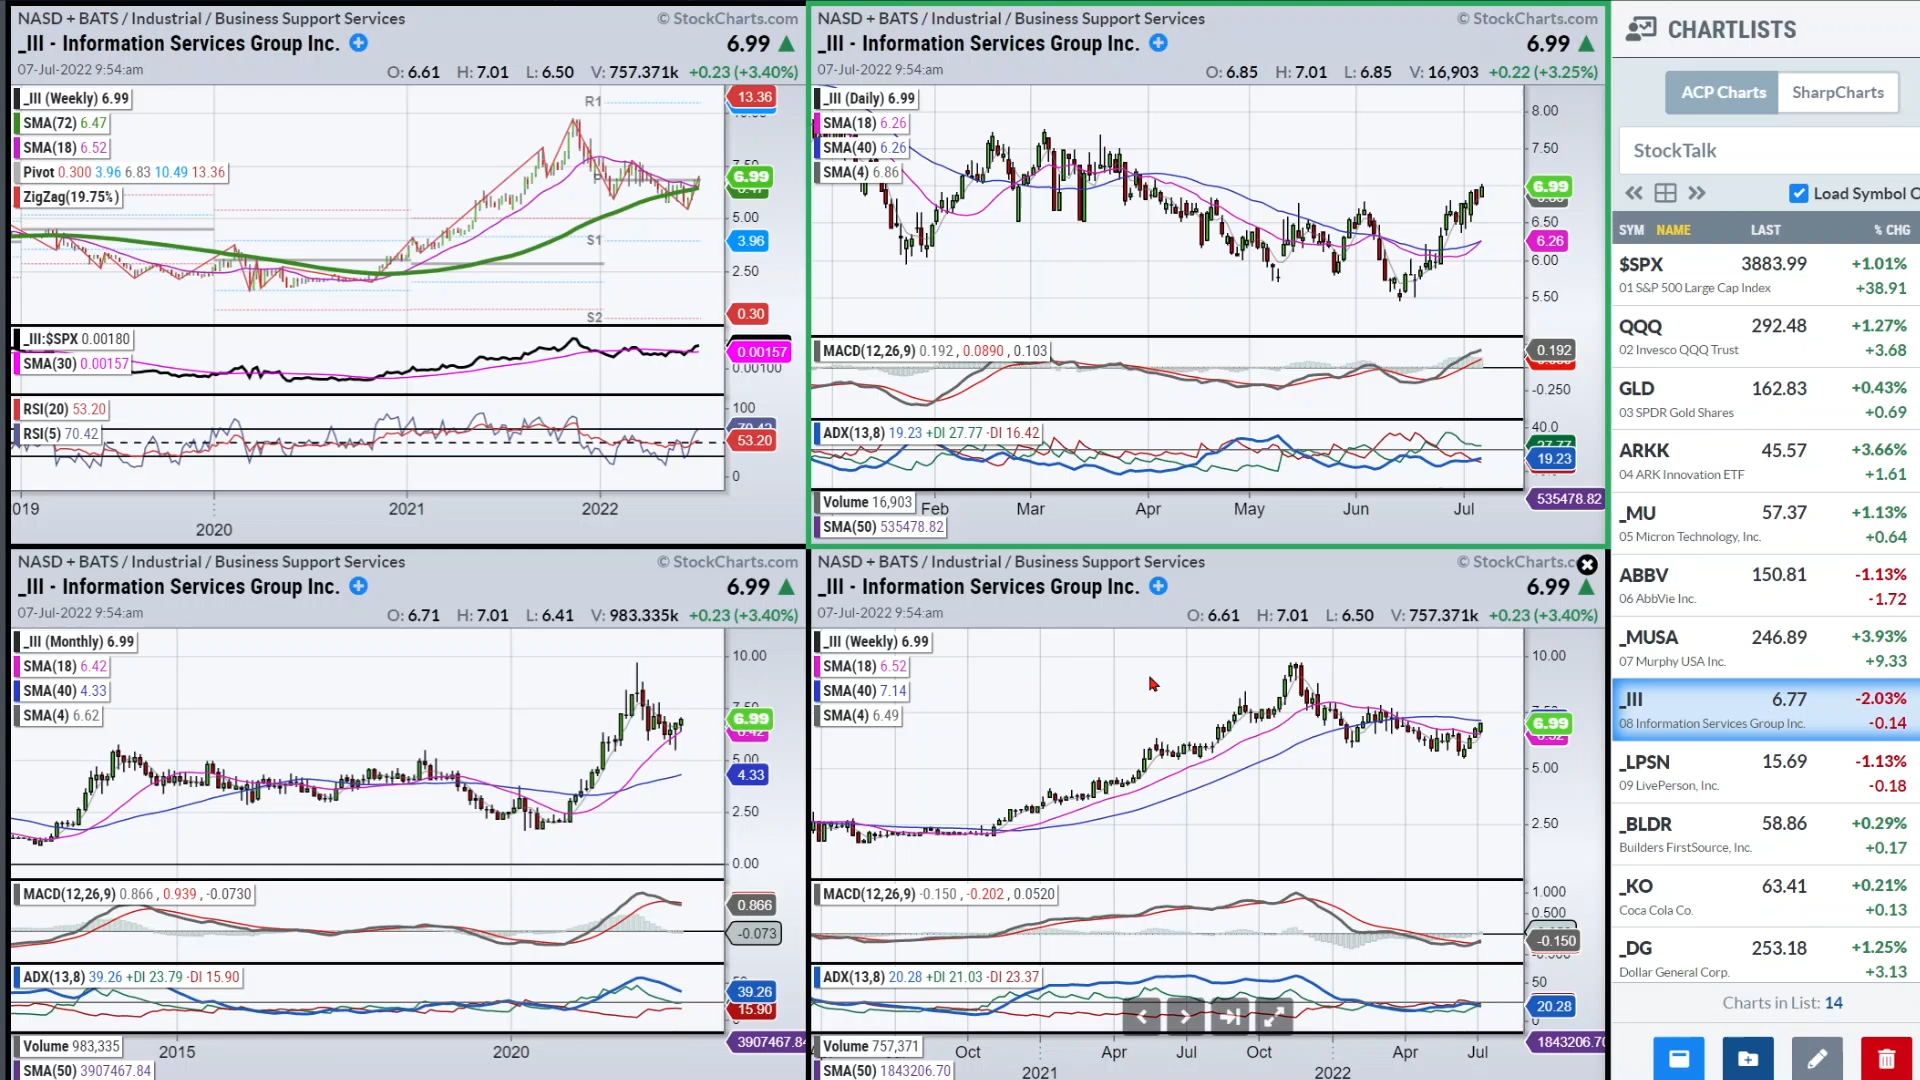 NASD + BATS / Industrial / Business Support Services © StockCharts.com
_III - Information Services Group Inc. 6.99
07-Jul-2022 9:54:am O: 6.61 H: 7.01 L: 6.50 V: 757.371k +0.23 (+3.40%)
_III (Weekly) 6.99
SMA(72) 6.47
SMA(18) 6.52
Pivot 0.300 3.96 6.83 10.49 13.36
ZigZag(19.75%)
R1
P
S1
S2
13.36
7.50
6.99
5.00
3.96
2.50
0.30
_III:$SPX 0.00180
SMA(30) 0.00157
0.00157
0.00100
RSI(20) 53.20
RSI(5) 70.42
100
53.20
0
019 2020 2021 2022
NASD + BATS / Industrial / Business Support Services © StockCharts.com
_III - Information Services Group Inc. 6.99
07-Jul-2022 9:54:am O: 6.85 H: 7.01 L: 6.85 V: 16,903 +0.22 (+3.25%)
_III (Daily) 6.99
SMA(18) 6.26
SMA(40) 6.26
SMA(4) 6.86
8.00
7.50
6.99
6.50
6.26
6.00
5.50
MACD(12,26,9) 0.192 , 0.0890 , 0.103
0.192
-0.250
ADX(13,8) 19.23 +DI 27.77 -DI 16.42
40.0
27.77
19.23
Volume 16,903
SMA(50) 535478.82
535478.82
Feb Mar Apr May Jun Jul
NASD + BATS / Industrial / Business Support Services © StockCharts.com
_III - Information Services Group Inc. 6.99
07-Jul-2022 9:54:am O: 6.71 H: 7.01 L: 6.41 V: 983.335k +0.23 (+3.40%)
_III (Monthly) 6.99
SMA(18) 6.42
SMA(40) 4.33
SMA(4) 6.62
10.00
6.99
5.00
4.33
2.50
0.00
MACD(12,26,9) 0.866 , 0.939 , -0.0730
0.866
-0.073
ADX(13,8) 39.26 +DI 23.79 -DI 15.90
39.26
15.90
Volume 983,335
SMA(50) 3907467.84
3907467.84
2015 2020
NASD + BATS / Industrial / Business Support Services © StockCharts.c
_III - Information Services Group Inc. 6.99
07-Jul-2022 9:54:am O: 6.61 H: 7.01 L: 6.50 V: 757.371k +0.23 (+3.40%)
_III (Weekly) 6.99
SMA(18) 6.52
SMA(40) 7.14
SMA(4) 6.49
10.00
6.99
5.00
2.50
MACD(12,26,9) -0.150 , -0.202 , 0.0520
1.000
0.500
-0.150
ADX(13,8) 20.28 +DI 21.03 -DI 23.37
50
20.28
0
Volume 757,371
SMA(50) 1843206.70
1843206.70
Oct Apr Jul Oct Apr Jul
2021 2022
CHARTLISTS
ACP Charts SharpCharts
StockTalk
Load Symbol C
SYM NAME LAST % CHG
$SPX 3883.99 +1.01%
01 S&P 500 Large Cap Index +38.91
QQQ 292.48 +1.27%
02 Invesco QQQ Trust +3.68
GLD 162.83 +0.43%
03 SPDR Gold Shares +0.69
ARKK 45.57 +3.66%
04 ARK Innovation ETF +1.61
_MU 57.37 +1.13%
05 Micron Technology, Inc. +0.64
ABBV 150.81 -1.13%
06 AbbVie Inc. -1.72
_MUSA 246.89 +3.93%
07 Murphy USA Inc. +9.33
_III 6.77 -2.03%
08 Information Services Group Inc. -0.14
_LPSN 15.69 -1.13%
09 LivePerson, Inc. -0.18
_BLDR 58.86 +0.29%
Builders FirstSource, Inc. +0.17
_KO 63.41 +0.21%
Coca Cola Co. +0.13
_DG 253.18 +1.25%
Dollar General Corp. +3.13
Charts in List: 14